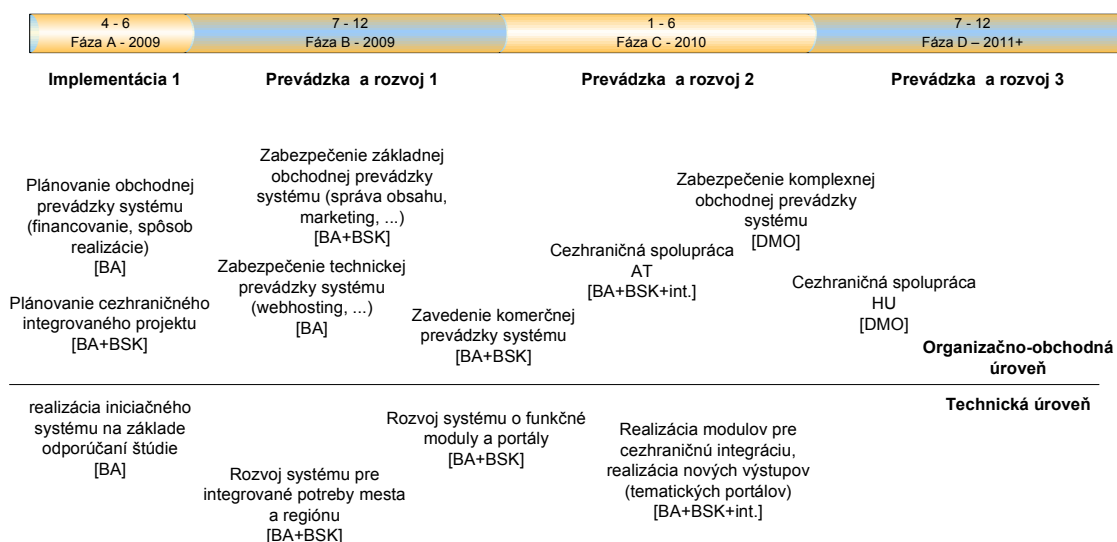 4 - 6
Fáza A - 2009
7 - 12
Fáza B - 2009
1 - 6
Fáza C - 2010
7 - 12
Fáza D – 2011+
Implementácia 1
Prevádzka a rozvoj 1
Prevádzka a rozvoj 2
Prevádzka a rozvoj 3
Plánovanie obchodnej
prevádzky systému
(financovanie, spôsob
realizácie)
[BA]
Plánovanie cezhraničného
integrovaného projektu
[BA+BSK]
Zabezpečenie základnej
obchodnej prevádzky
systému (správa obsahu,
marketing, ...)
[BA+BSK]
Zabezpečenie technickej
prevádzky systému
(webhosting, ...)
[BA]
Zavedenie komerčnej
prevádzky systému
[BA+BSK]
Cezhraničná spolupráca
AT
[BA+BSK+int.]
Zabezpečenie komplexnej
obchodnej prevádzky
systému
[DMO]
Cezhraničná spolupráca
HU
[DMO]
Organizačno-obchodná
úroveň
Technická úroveň
realizácia iniciačného
systému na základe
odporúčaní štúdie
[BA]
Rozvoj systému pre
integrované potreby mesta
a regiónu
[BA+BSK]
Rozvoj systému o funkčné
moduly a portály
[BA+BSK]
Realizácia modulov pre
cezhraničnú integráciu,
realizácia nových výstupov
(tematických portálov)
[BA+BSK+int.]